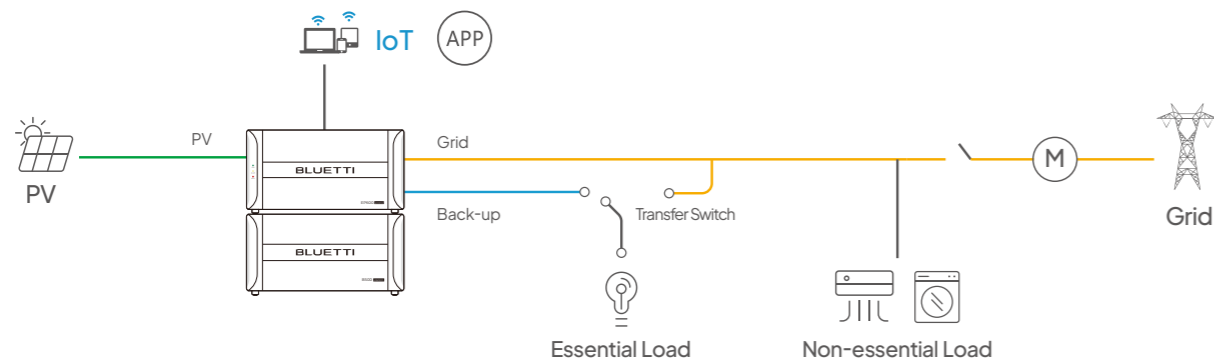 IoT
APP
PV
PV
Grid
BLUETTI
Back-up
Transfer Switch
M
Grid
BLUETTI
Essential Load
Non-essential Load